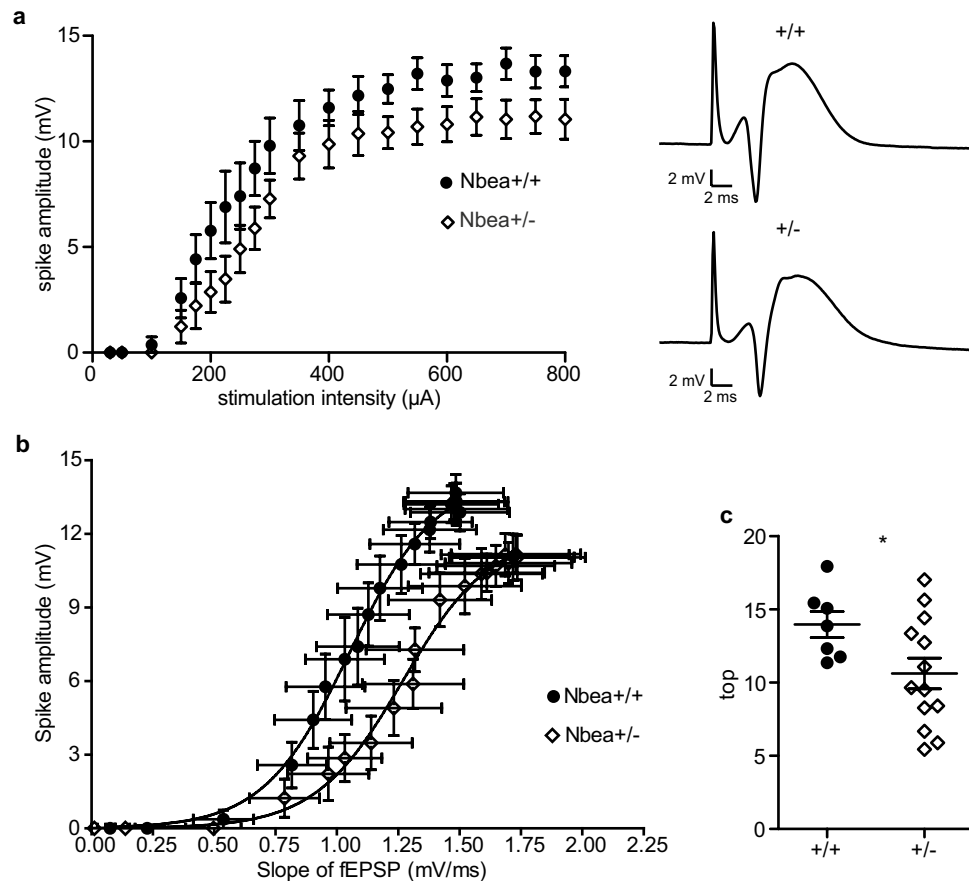 a
15
10
5
0
spike amplitude (mV)
0
200
400
600
800
stimulation intensity (µA)
Nbea+/+
Nbea+/-
+/+
2 mV
2 ms
+/-
2 mV
2 ms
b
15
12
9
6
3
0
Spike amplitude (mV)
0.00 0.25 0.50 0.75 1.00 1.25 1.50 1.75 2.00 2.25
Slope of fEPSP (mV/ms)
Nbea+/+
Nbea+/-
c
*
20
15
10
5
0
top
+/+
+/-